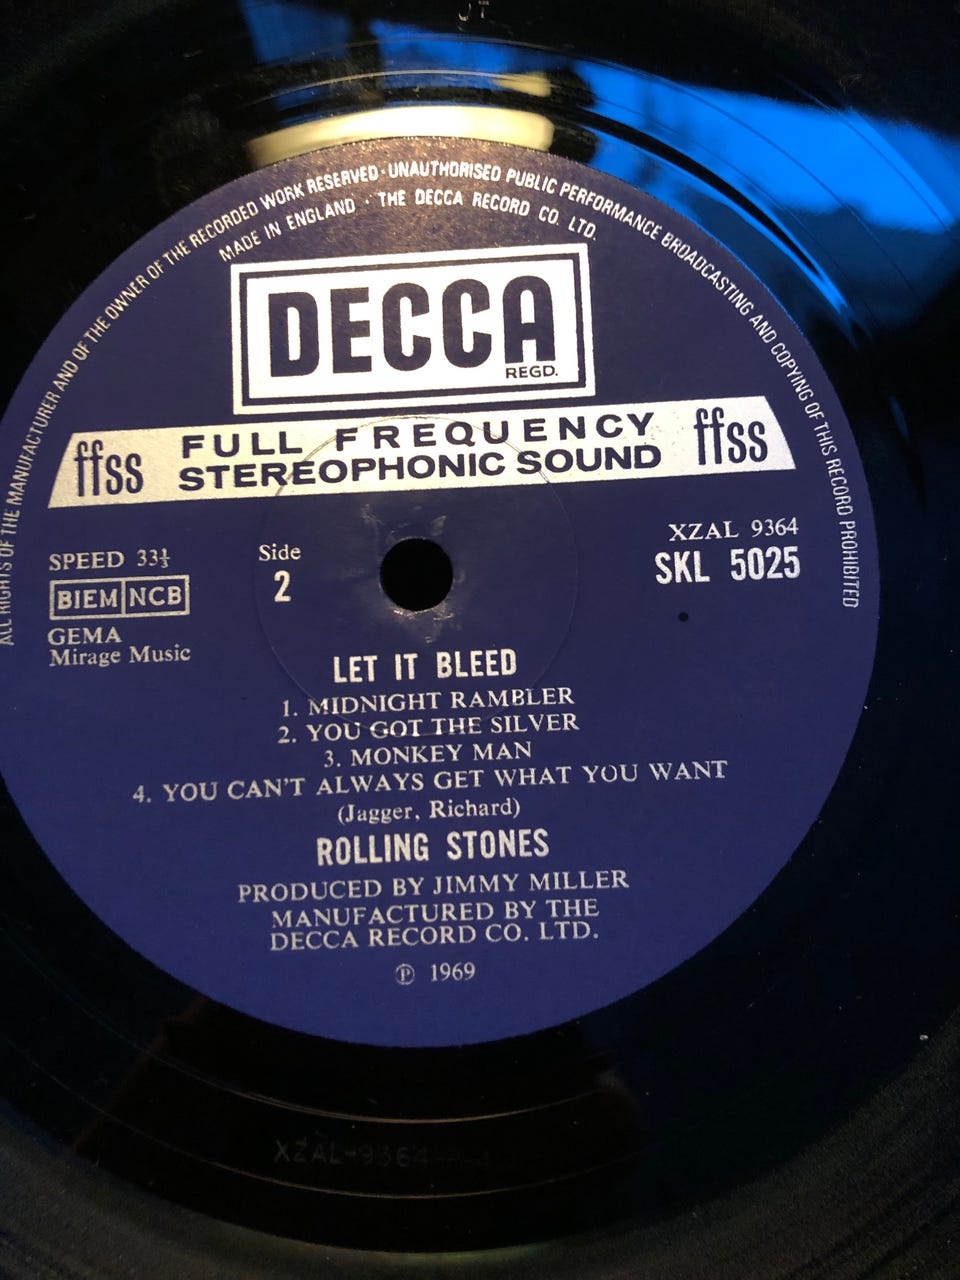 ALL RIGHTS OF THE MANUFACTURER AND OF THE OWNER OF THE RECORDED WORK RESERVED · UNAUTHORISED PUBLIC PERFORMANCE BROADCASTING AND COPYING OF THIS RECORD PROHIBITED
MADE IN ENGLAND · THE DECCA RECORD CO. LTD.
DECCA
REGD.
ffss FULL FREQUENCY STEREOPHONIC SOUND ffss
SPEED 33⅓
BIEM NCB
GEMA
Mirage Music
Side
2
XZAL 9364
SKL 5025
LET IT BLEED
1. MIDNIGHT RAMBLER
2. YOU GOT THE SILVER
3. MONKEY MAN
4. YOU CAN'T ALWAYS GET WHAT YOU WANT
(Jagger, Richard)
ROLLING STONES
PRODUCED BY JIMMY MILLER
MANUFACTURED BY THE
DECCA RECORD CO. LTD.
℗ 1969
XZAL-9364